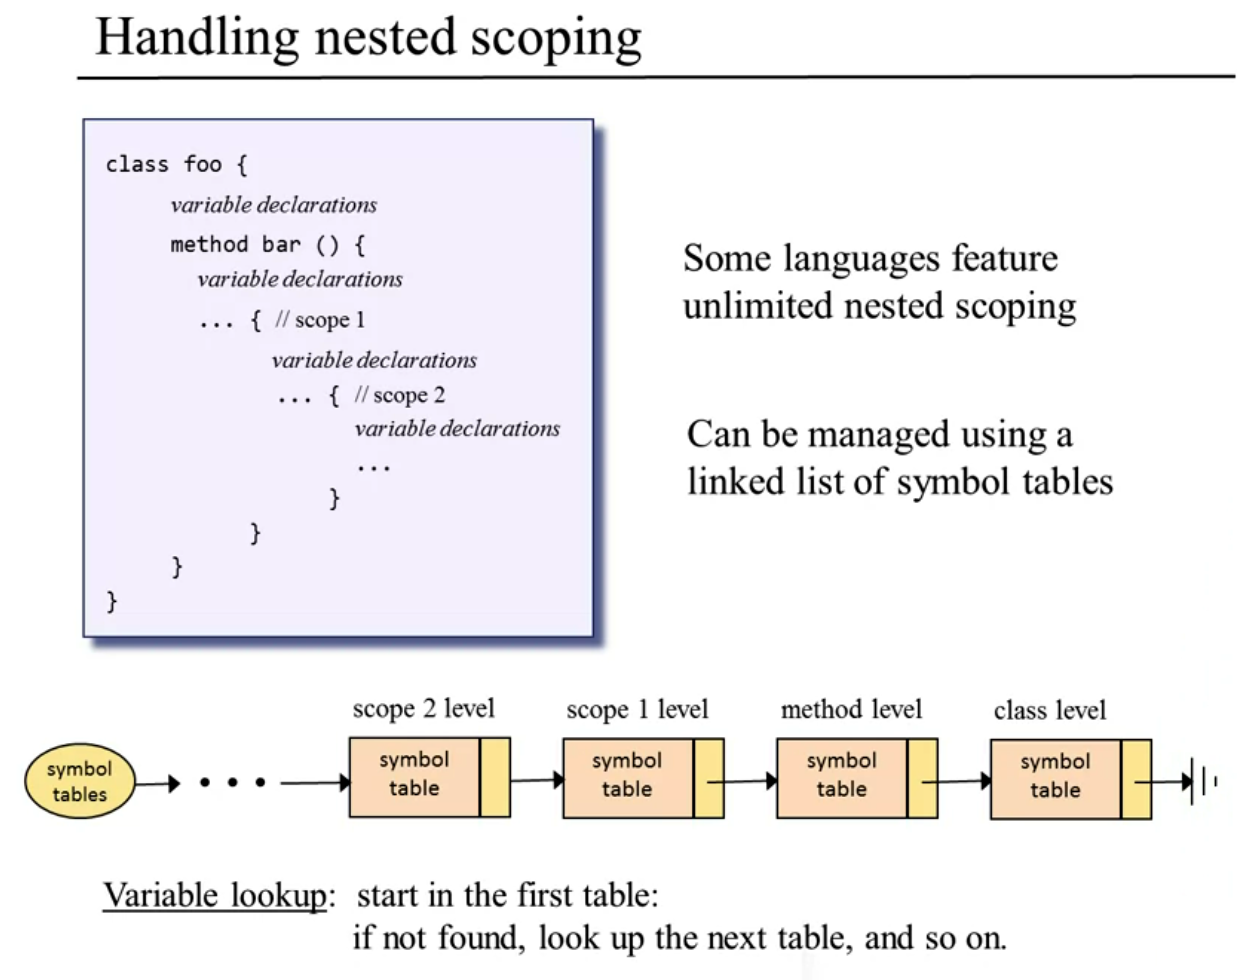 Handling nested scoping
class foo {
variable declarations
method bar () {
variable declarations
... { // scope 1
variable declarations
... { // scope 2
variable declarations
...
}
}
}
}
Some languages feature
unlimited nested scoping
Can be managed using a
linked list of symbol tables
scope 2 level
scope 1 level
method level
class level
symbol
tables
• • •
symbol
table
symbol
table
symbol
table
symbol
table
Variable lookup: start in the first table:
if not found, look up the next table, and so on.